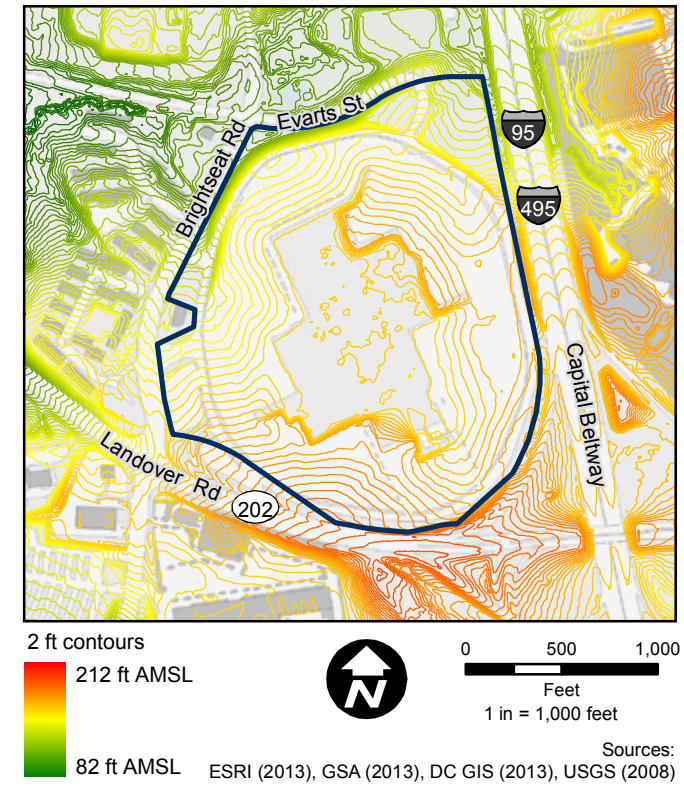 Evarts St
Brightseat Rd
95
495
Capital Beltway
Landover Rd
202
2 ft contours
212 ft AMSL
82 ft AMSL
N
0 500 1,000
Feet
1 in = 1,000 feet
Sources:
ESRI (2013), GSA (2013), DC GIS (2013), USGS (2008)